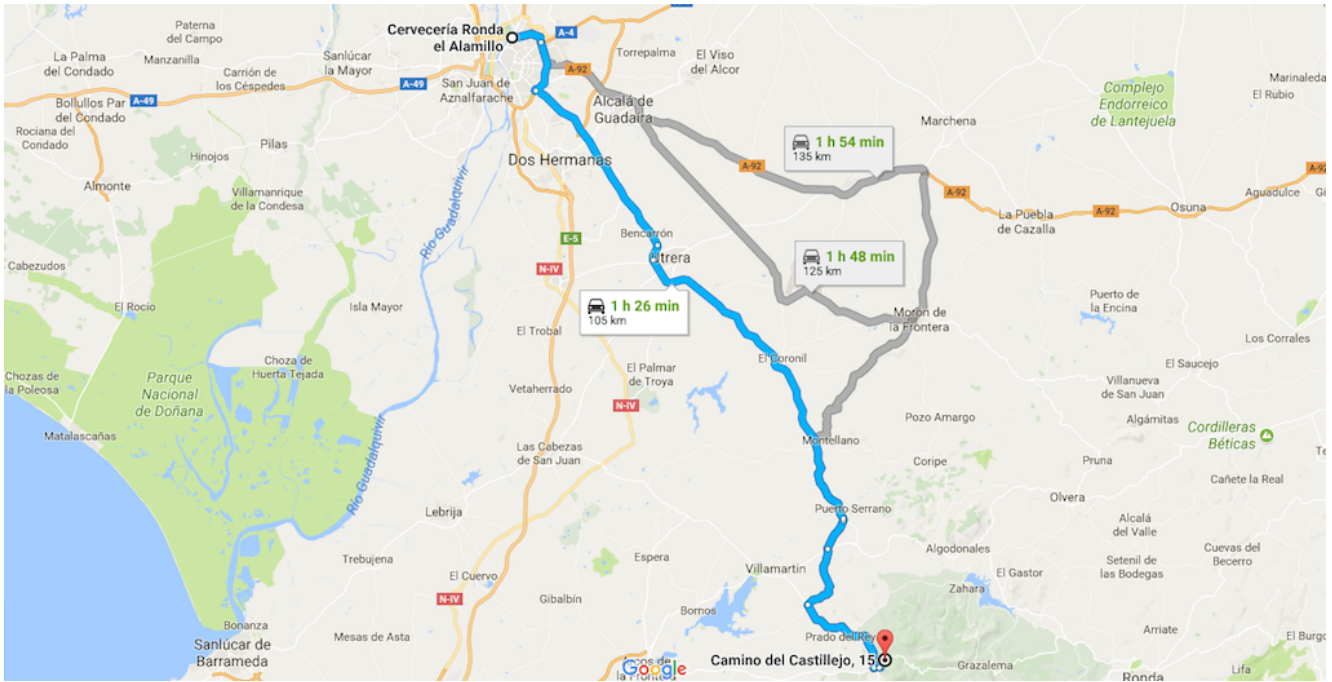 Paterna
del Campo
Cervecería Ronda
el Alamillo
A-4
La Palma
del Condado
Manzanilla
Sanlúcar
la Mayor
Torrepalma
El Viso
del Alcor
A-92
Carrión de
los Céspedes
A-49
San Juan de
Aznalfarache
A-49
Bollullos Par
del Condado
Alcalá de
Guadaíra
Complejo
Endorreico
de Lantejuela
Marinaleda
El Rubio
Rociana del
Condado
Hinojos
Pilas
Marchena
Dos Hermanas
1 h 54 min
135 km
A-92
A-92
A-92
Almonte
Villamanrique
de la Condesa
Aguadulce
Gi
A-92
Osuna
La Puebla
de Cazalla
Río Guadalquivir
E-5
Bencarrón
Utrera
1 h 48 min
125 km
Cabezudos
N-IV
El Rocío
Isla Mayor
1 h 26 min
105 km
Puerto de
la Encina
Morón de
la Frontera
El Trobal
Los Corrales
Choza de
Huerta Tejada
El Coronil
El Saucejo
Chozas de
la Poleosa
Parque
Nacional
de Doñana
El Palmar
de Troya
Vetaherrado
Villanueva
de San Juan
N-IV
Pozo Amargo
Algámitas
Matalascañas
Cordilleras
Béticas
Montellano
Las Cabezas
de San Juan
Coripe
Pruna
Te
Cañete la Real
Río Guadalquivir
Olvera
Lebrija
Puerto Serrano
Alcalá
del Valle
Trebujena
Espera
Algodonales
Setenil de
las Bodegas
Cuevas del
Becerro
El Cuervo
Villamartín
El Gastor
Zahara
N-IV
Gibalbín
Bornos
Bonanza
Mesas de Asta
Prado del Rey
Arriate
El Burgo
Sanlúcar de
Barrameda
Arcos de
la Frontera
Google
Camino del Castillejo, 15
Grazalema
Ronda
Lifa